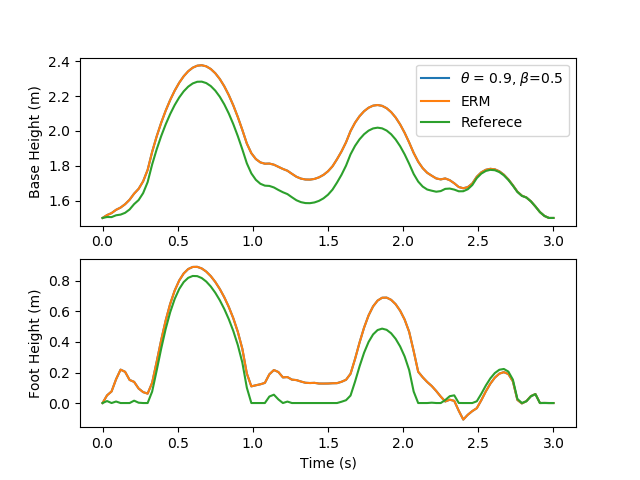 2.4
2.2
2.0
1.8
1.6
Base Height (m)
θ = 0.9, β=0.5
ERM
Referece
0.0 0.5 1.0 1.5 2.0 2.5 3.0
0.8
0.6
0.4
0.2
0.0
Foot Height (m)
0.0 0.5 1.0 1.5 2.0 2.5 3.0
Time (s)